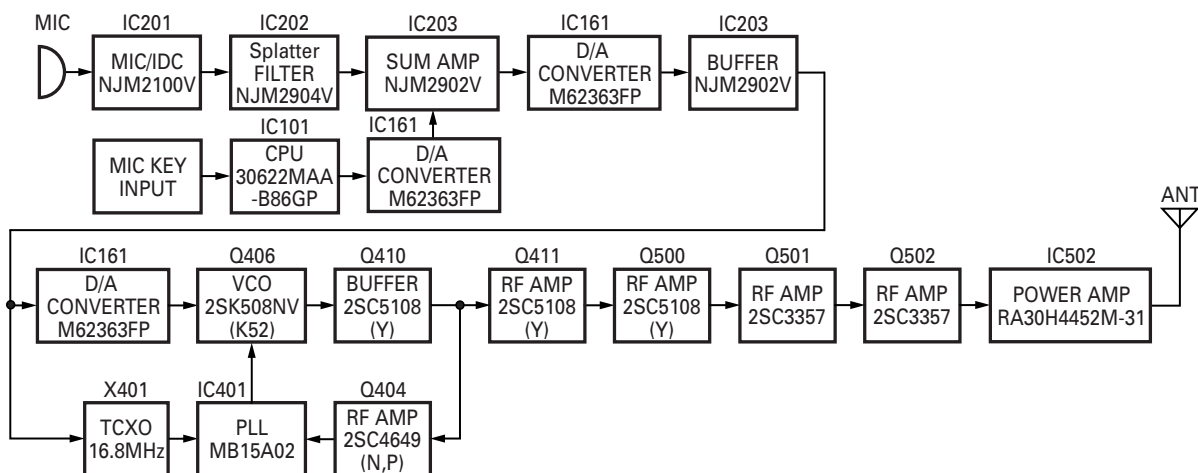 MIC
IC201
MIC/IDC
NJM2100V
IC202
Splatter
FILTER
NJM2904V
IC203
SUM AMP
NJM2902V
IC161
D/A
CONVERTER
M62363FP
IC203
BUFFER
NJM2902V
MIC KEY
INPUT
IC101
CPU
30622MAA
-B86GP
IC161
D/A
CONVERTER
M62363FP
ANT
IC161
D/A
CONVERTER
M62363FP
Q406
VCO
2SK508NV
(K52)
Q410
BUFFER
2SC5108
(Y)
Q411
RF AMP
2SC5108
(Y)
Q500
RF AMP
2SC5108
(Y)
Q501
RF AMP
2SC3357
Q502
RF AMP
2SC3357
IC502
POWER AMP
RA30H4452M-31
X401
TCXO
16.8MHz
IC401
PLL
MB15A02
Q404
RF AMP
2SC4649
(N,P)